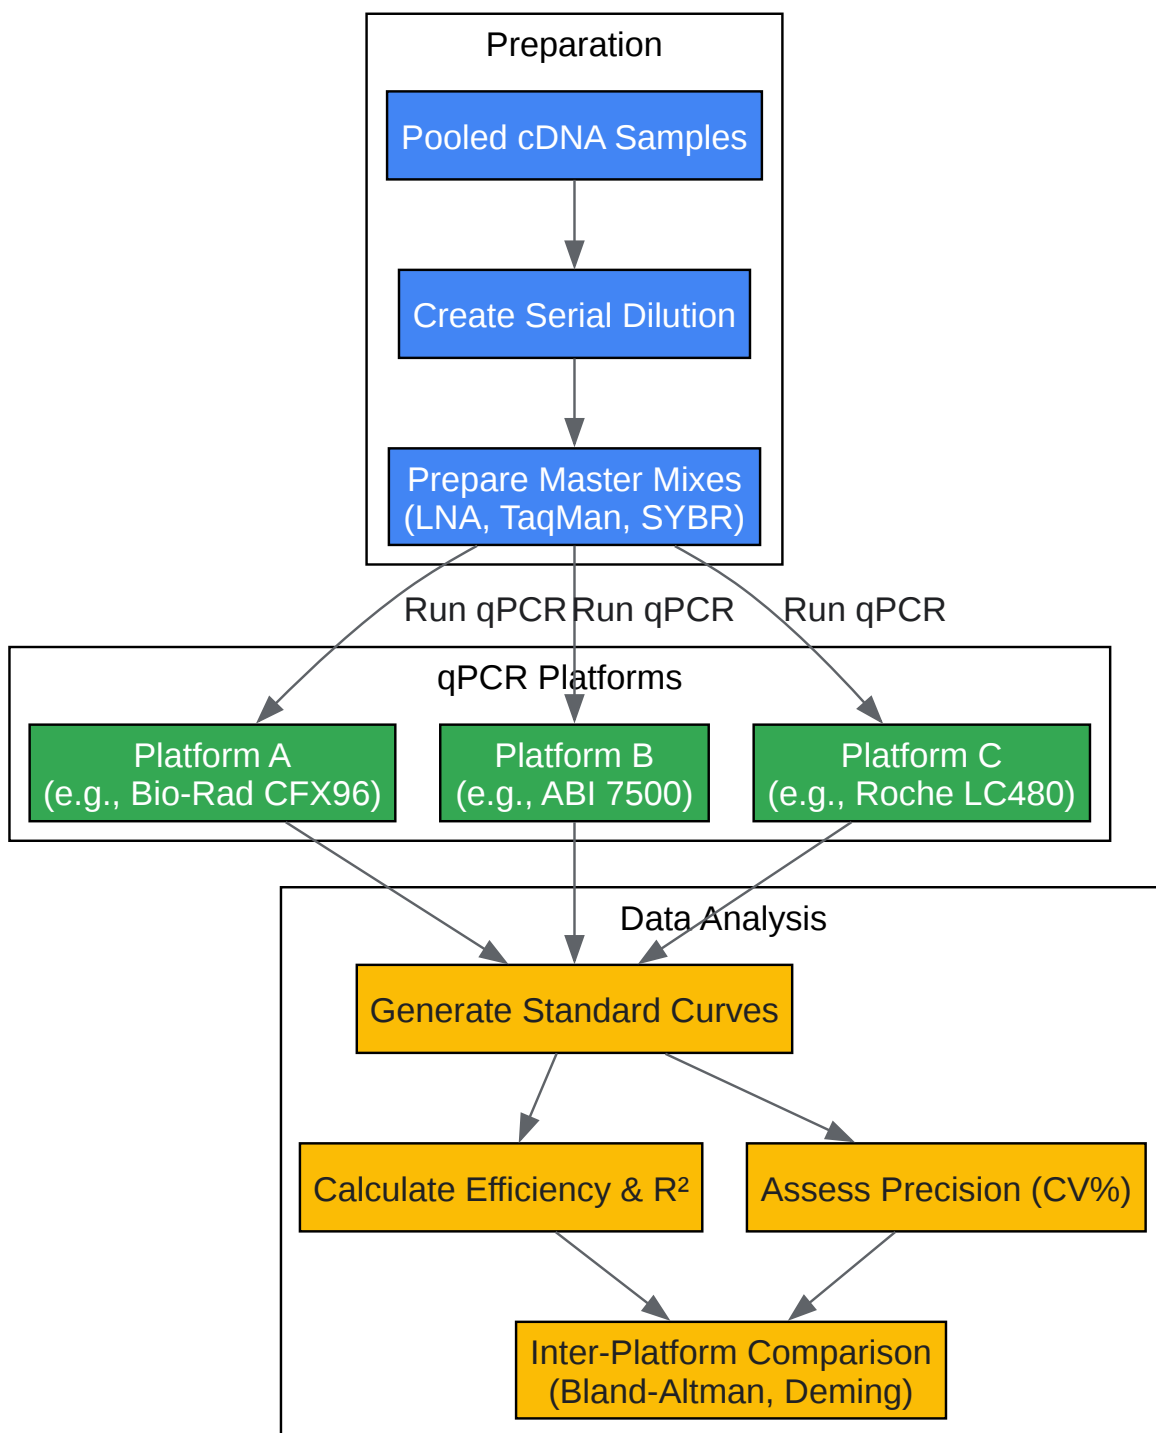 Preparation
Pooled cDNA Samples
Create Serial Dilution
Prepare Master Mixes
(LNA, TaqMan, SYBR)
Run qPCR
Run qPCR
Run qPCR
qPCR Platforms
Platform A
(e.g., Bio-Rad CFX96)
Platform B
(e.g., ABI 7500)
Platform C
(e.g., Roche LC480)
Data Analysis
Generate Standard Curves
Calculate Efficiency & R²
Assess Precision (CV%)
Inter-Platform Comparison
(Bland-Altman, Deming)